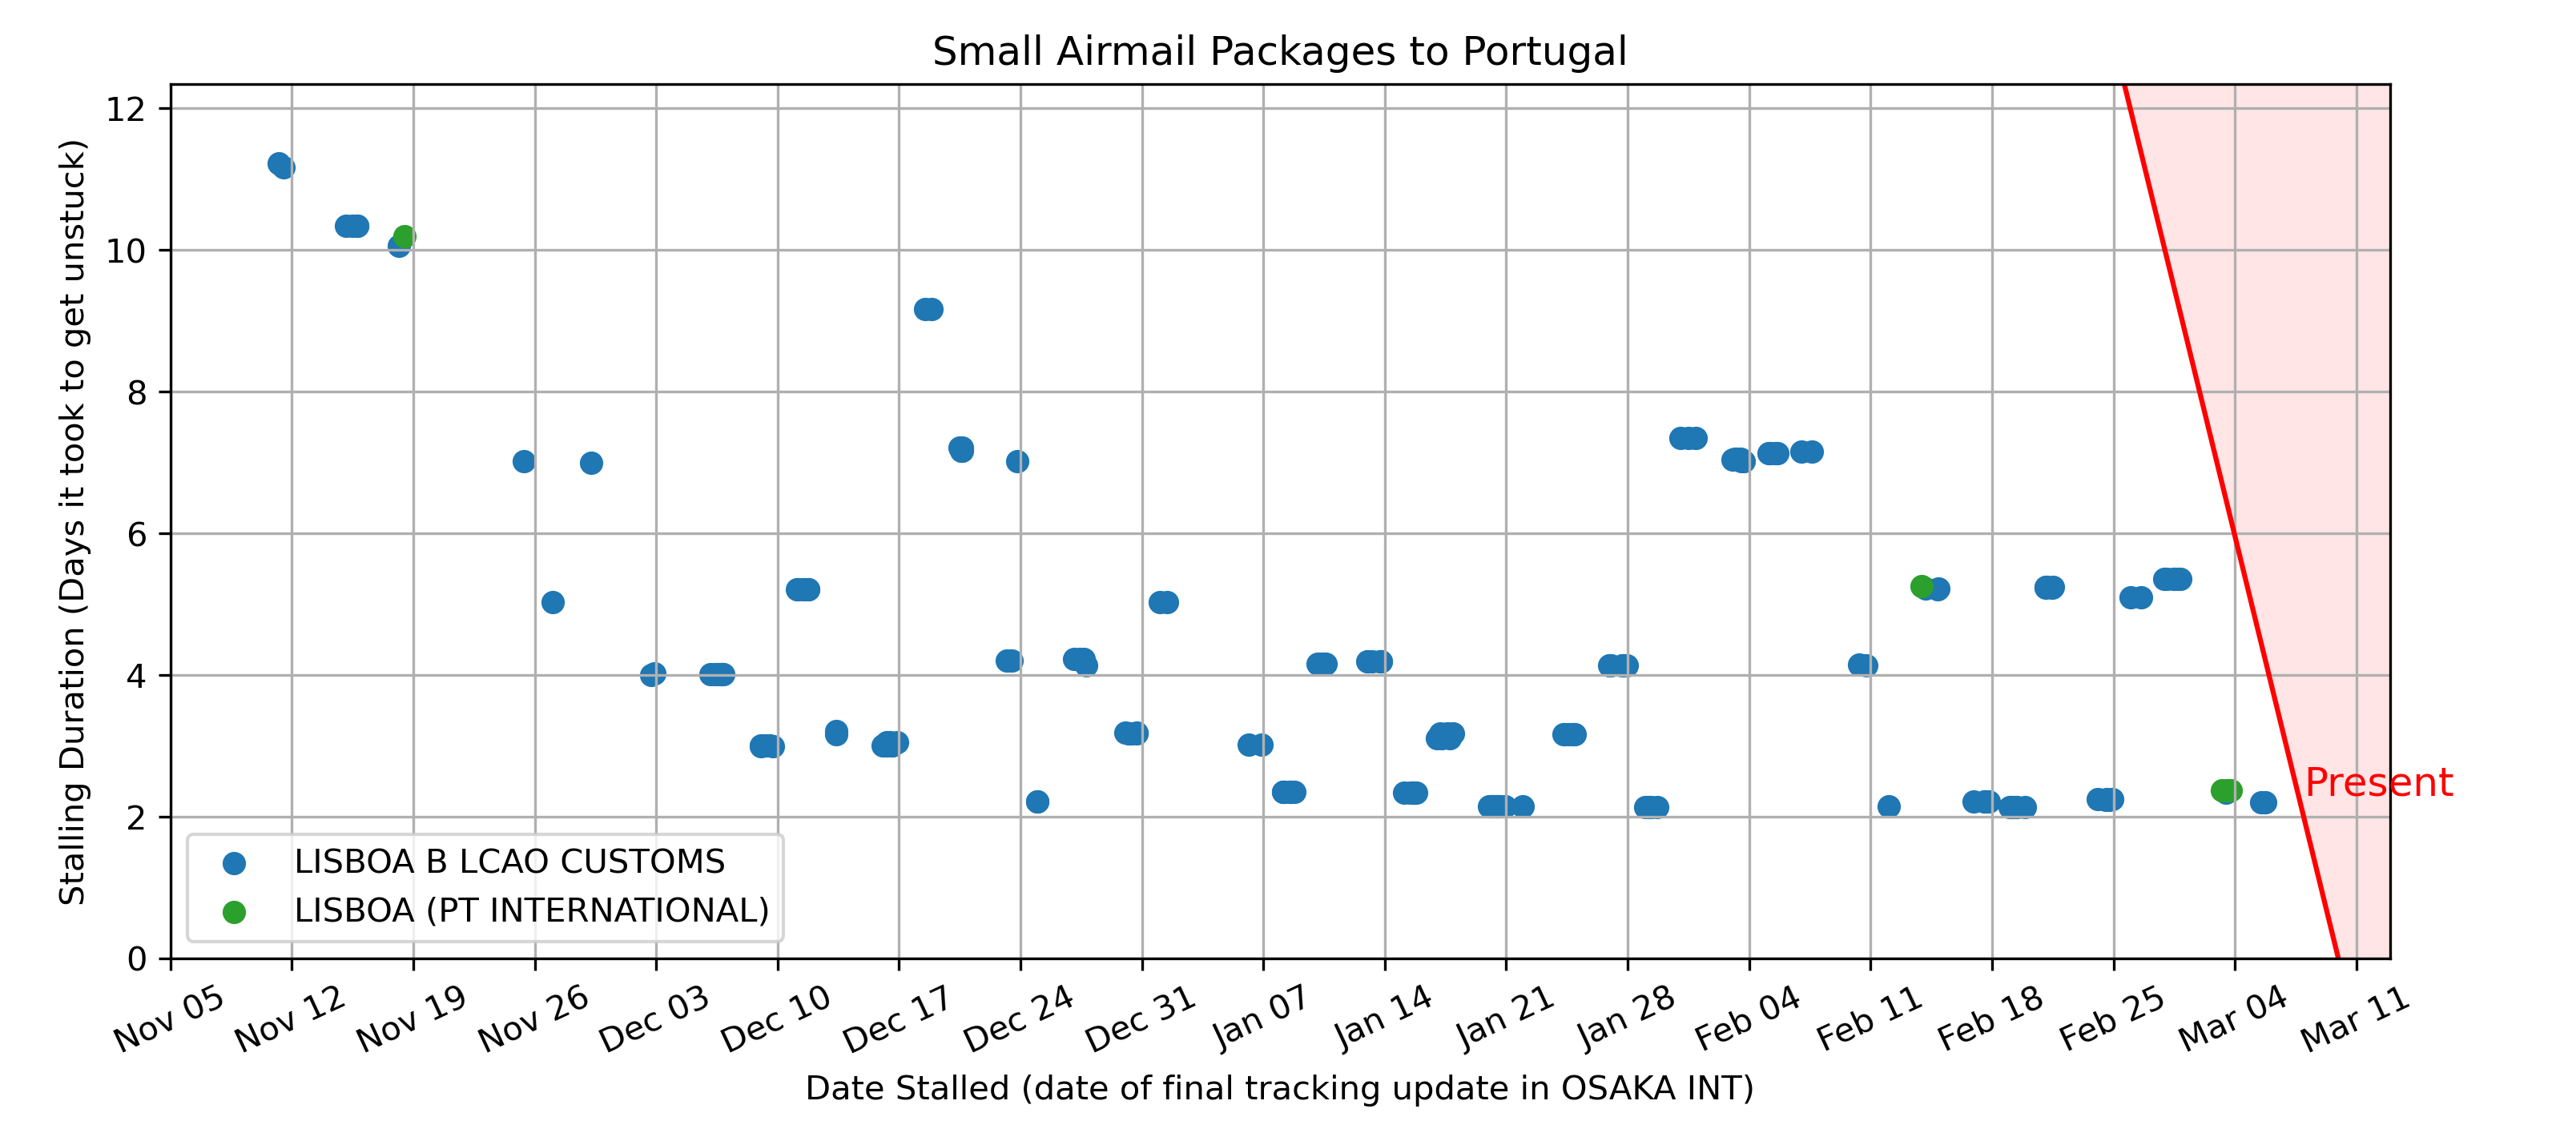 Small Airmail Packages to Portugal
Stalling Duration (Days it took to get unstuck)
12
10
8
6
4
2
0
Present
LISBOA B LCAO CUSTOMS
LISBOA (PT INTERNATIONAL)
Nov 05 Nov 12 Nov 19 Nov 26 Dec 03 Dec 10 Dec 17 Dec 24 Dec 31 Jan 07 Jan 14 Jan 21 Jan 28 Feb 04 Feb 11 Feb 18 Feb 25 Mar 04 Mar 11
Date Stalled (date of final tracking update in OSAKA INT)